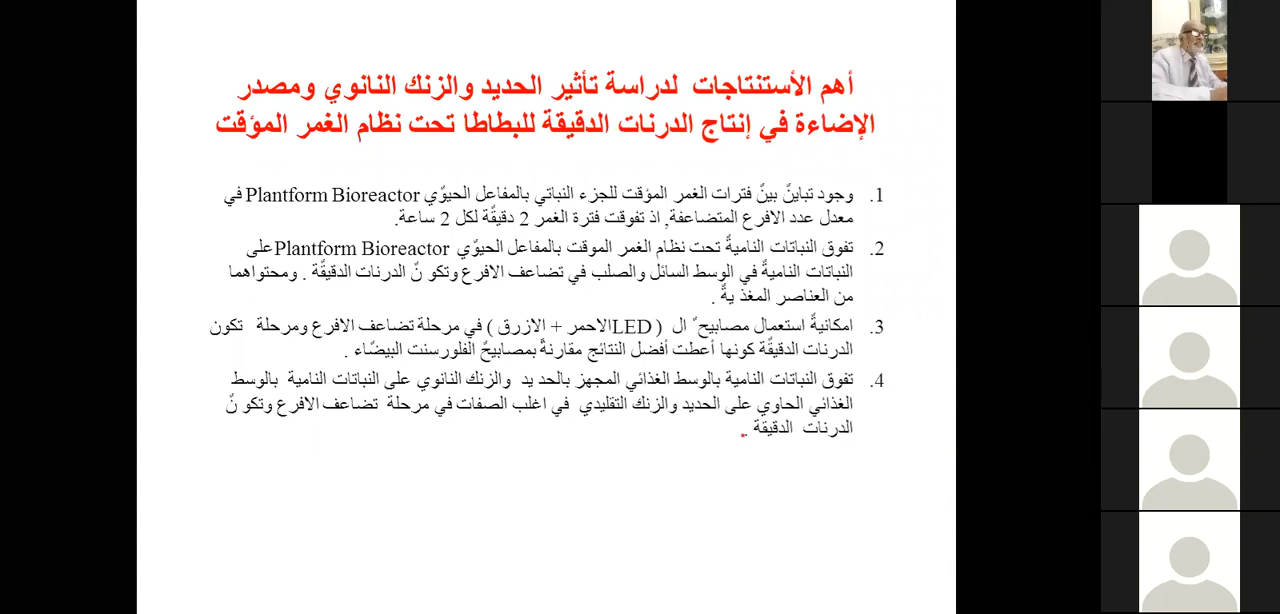 أهم الأستنتاجات لدراسة تأثير الحديد والزنك النانوي ومصدر
الإضاءة في إنتاج الدرنات الدقيقة للبطاطا تحت نظام الغمر المؤقت
1. وجود تباينٌ بينٌ فترات الغمر المؤقت للجزء النباتي بالمفاعل الحيوٌي Plantform Bioreactor في
معدل عدد الافرع المتضاعفة, اذ تفوقت فترة الغمر 2 دقيقٌة لكل 2 ساعة.
2. تفوق النباتات الناميةٌ تحت نظام الغمر الموقت بالمفاعل الحيوٌي Plantform Bioreactor على
النباتات الناميةٌ في الوسط السائل والصلب في تضاعف الافرع وتكو نٌ الدرنات الدقيقٌة . ومحتواهما
من العناصر المغذ يةٌ .
3. امكانيةٌ استعمال مصابيح ٌ ال ( LEDالاحمر + الازرق ) في مرحلة تضاعف الافرع ومرحلة تكون
الدرنات الدقيقٌة كونها أعطت أفضل النتائج مقارنةً بمصابيحٌ الفلورسنت البيضٌاء .
4. تفوق النباتات النامية بالوسط الغذائي المجهز بالحد يد والزنك النانوي على النباتات النامية بالوسط
الغذائي الحاوي على الحديد والزنك التقليدي في اغلب الصفات في مرحلة تضاعف الافرع وتكو نٌ
الدرنات الدقيقة .